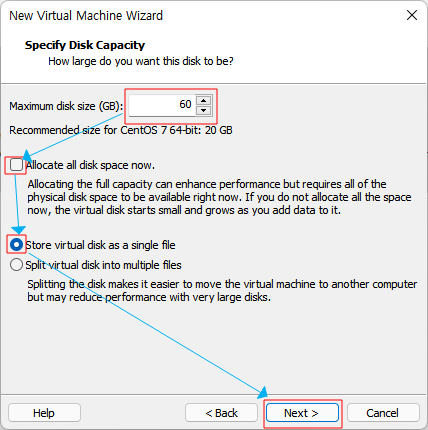 New Virtual Machine Wizard
Specify Disk Capacity
How large do you want this disk to be?
Maximum disk size (GB): 60
Recommended size for CentOS 7 64-bit: 20 GB
Allocate all disk space now.
Allocating the full capacity can enhance performance but requires all of the
physical disk space to be available right now. If you do not allocate all the space
now, the virtual disk starts small and grows as you add data to it.
Store virtual disk as a single file
Split virtual disk into multiple files
Splitting the disk makes it easier to move the virtual machine to another computer
but may reduce performance with very large disks.
Help < Back Next > Cancel